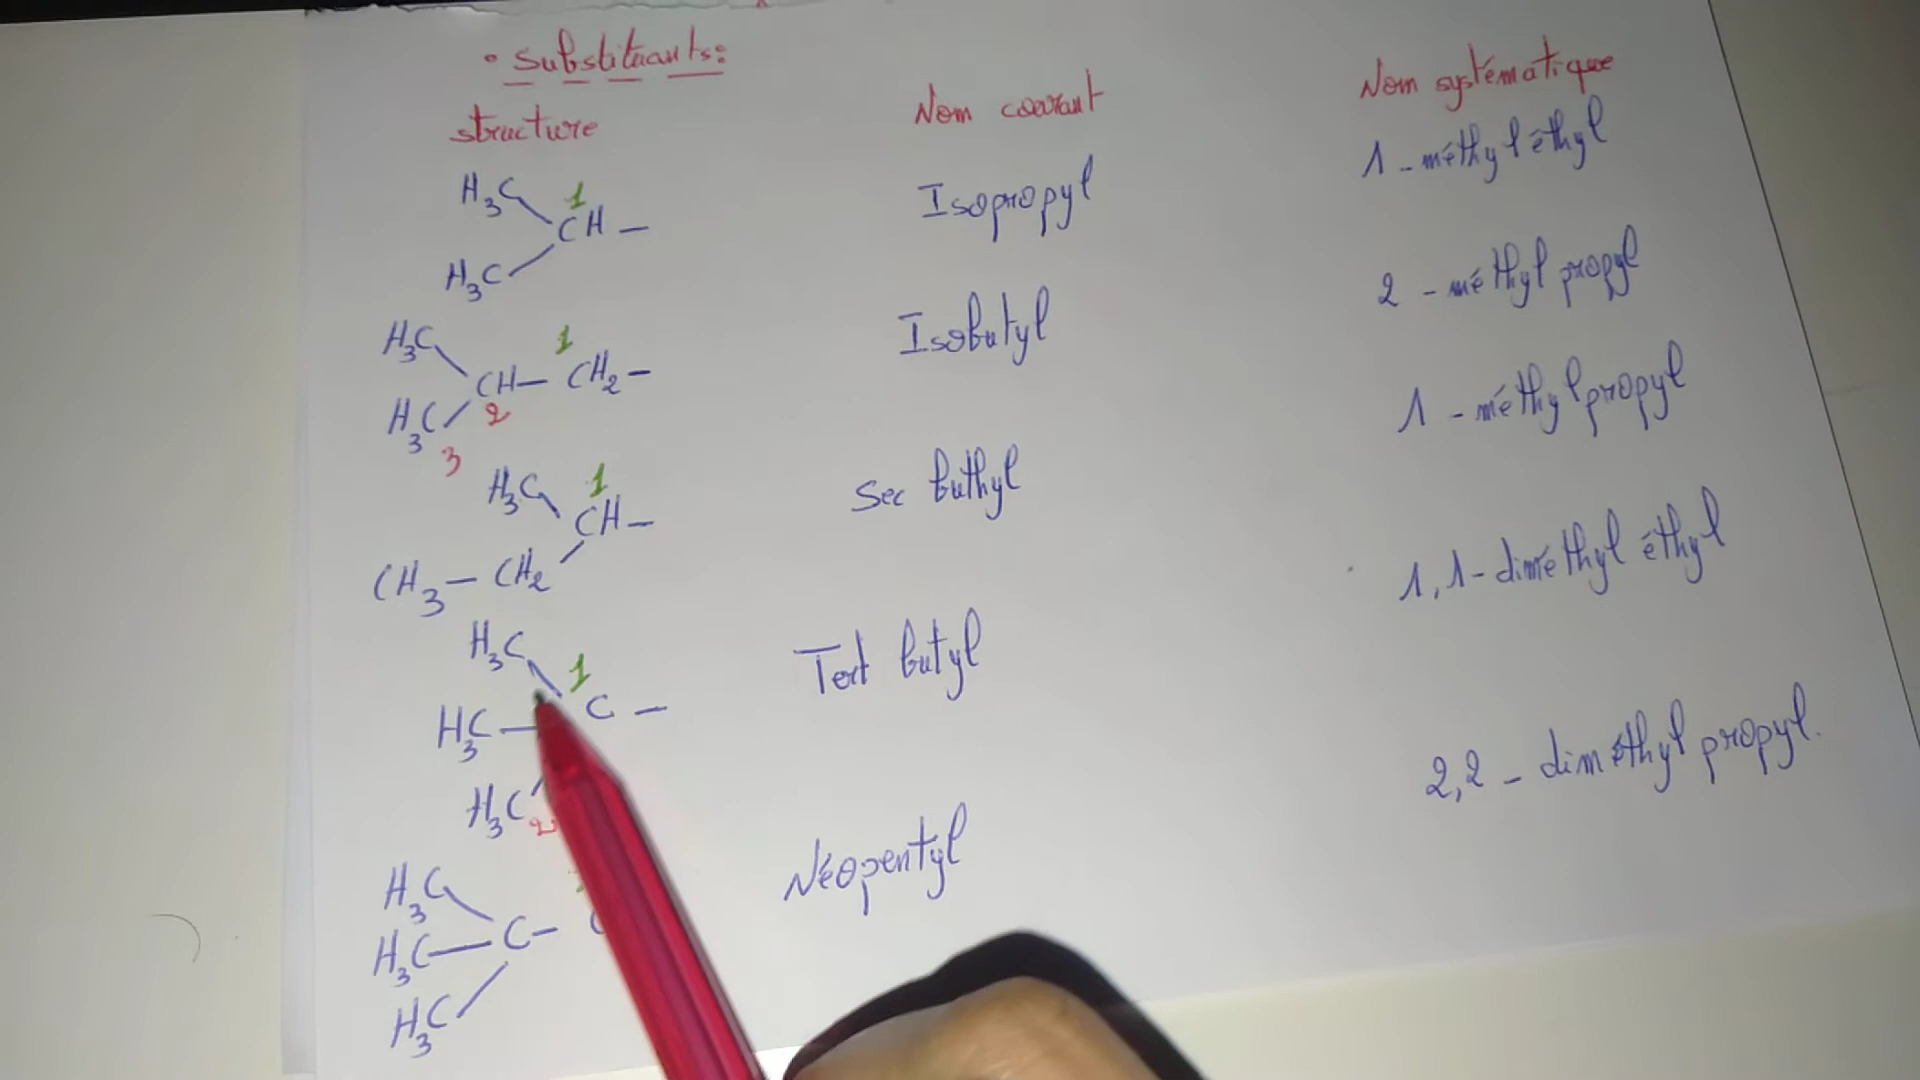 • Substituants:
structure Nom courant Nom systématique
H3C 1
CH –
H3C
Isopropyl 1 - méthyl éthyl
H3C 1
CH – CH2 –
H3C 2
3
Isobutyl 2 - méthyl propyl
H3C 1
CH –
CH3 – CH2
Sec buthyl 1 - méthyl propyl
H3C 1
H3C – C –
H3C 2
Tert butyl 1,1 - diméthyl éthyl
H3C
H3C – C –
H3C
Néopentyl 2,2 - diméthyl propyl.